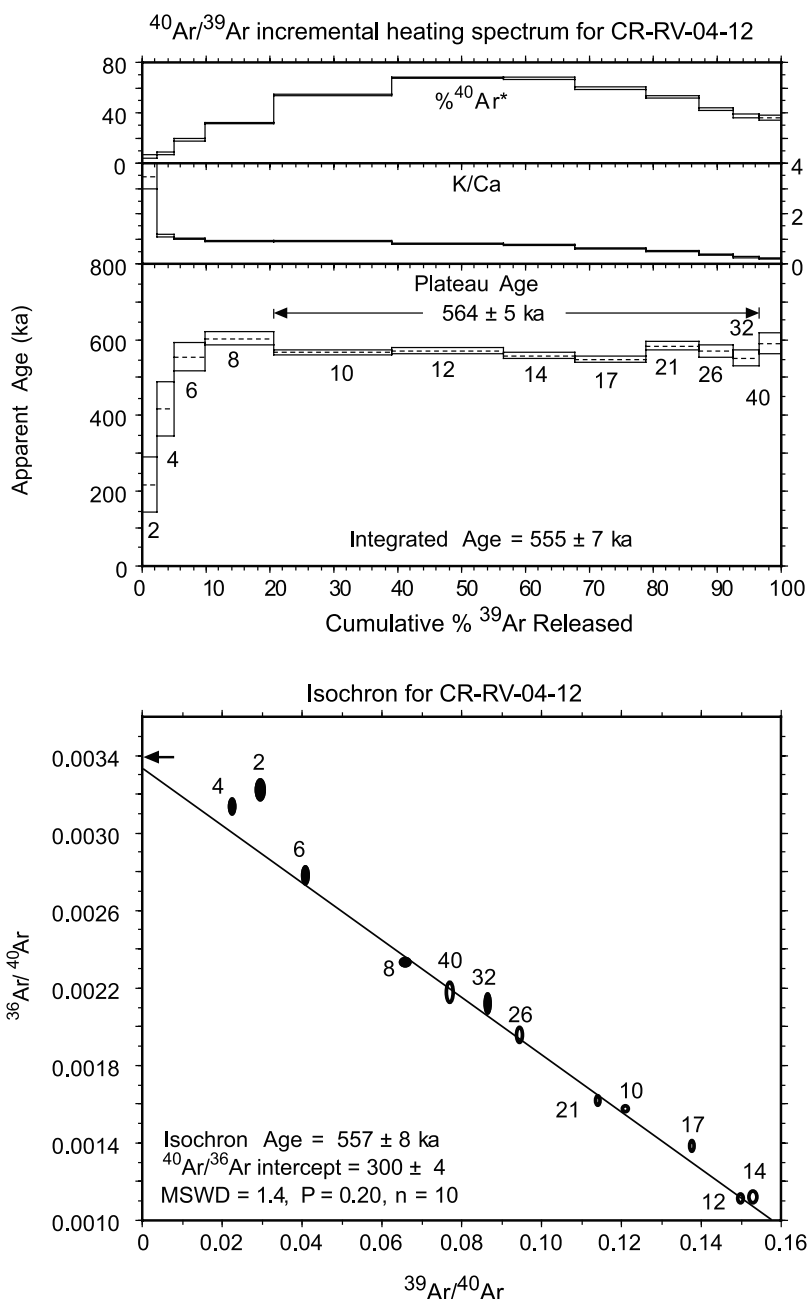 ⁴⁰Ar/³⁹Ar incremental heating spectrum for CR-RV-04-12
80
40
0
%⁴⁰Ar*
4
2
0
K/Ca
800
600
400
200
0
Apparent Age (ka)
Plateau Age
564 ± 5 ka
2
4
6
8
10
12
14
17
21
26
32
40
Integrated Age = 555 ± 7 ka
0 10 20 30 40 50 60 70 80 90 100
Cumulative % ³⁹Ar Released
Isochron for CR-RV-04-12
0.0034
0.0030
0.0026
0.0022
0.0018
0.0014
0.0010
³⁶Ar/⁴⁰Ar
4
2
6
8
40
32
26
21
10
17
12
14
Isochron Age = 557 ± 8 ka
⁴⁰Ar/³⁶Ar intercept = 300 ± 4
MSWD = 1.4, P = 0.20, n = 10
0 0.02 0.04 0.06 0.08 0.10 0.12 0.14 0.16
³⁹Ar/⁴⁰Ar